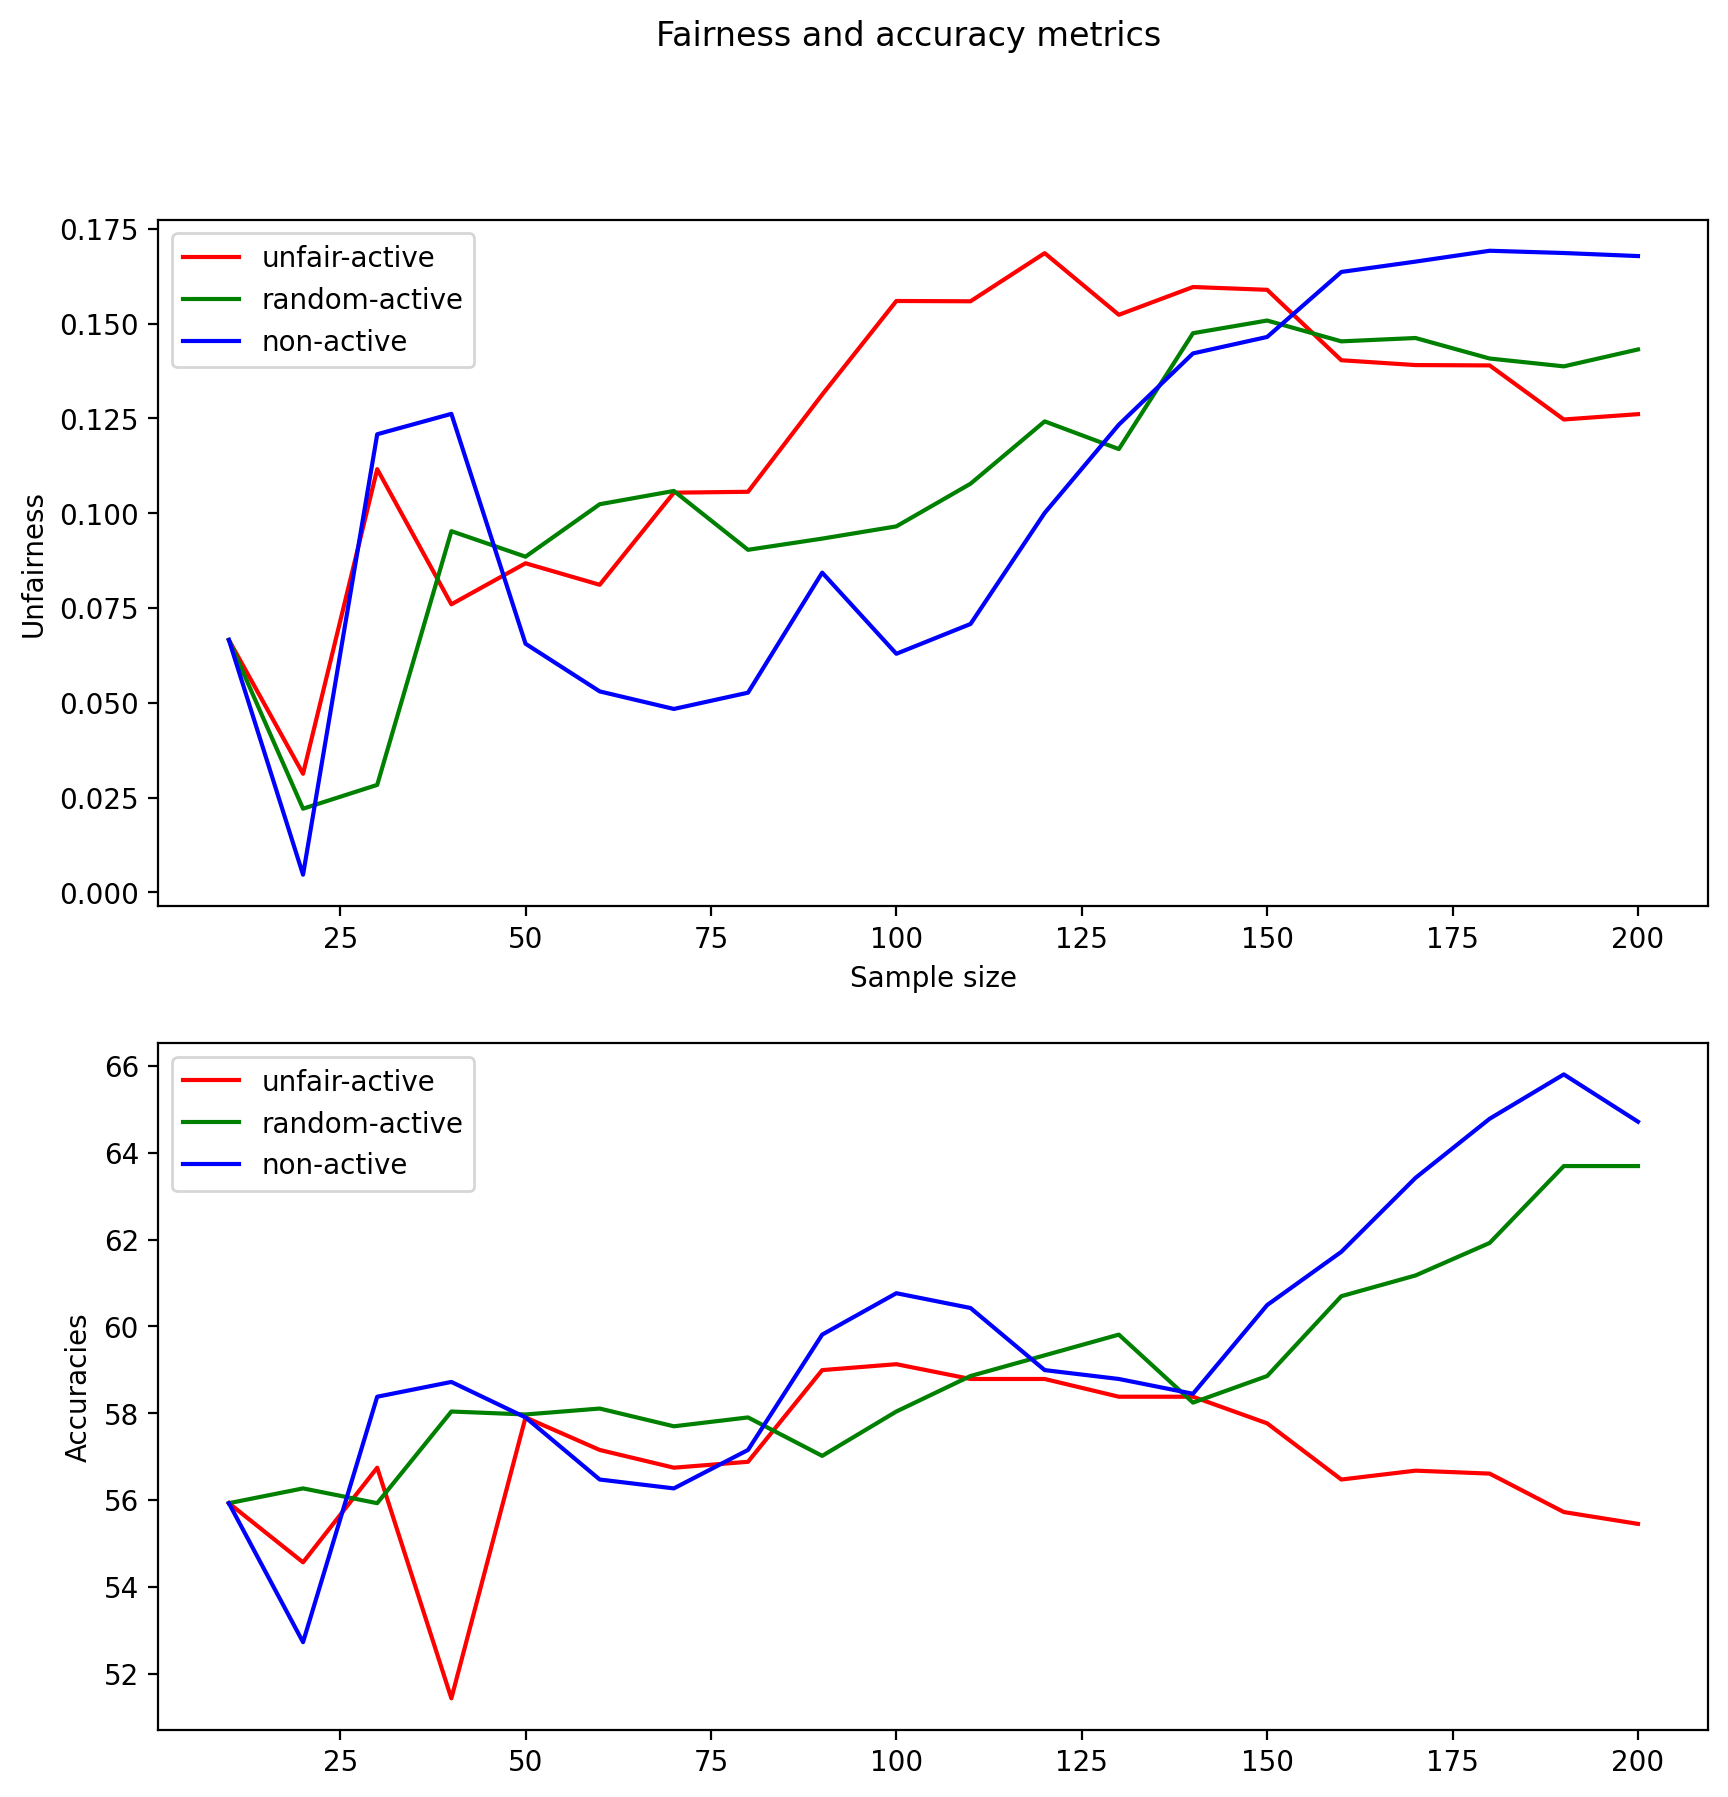 Fairness and accuracy metrics
0.175
0.150
0.125
0.100
0.075
0.050
0.025
0.000
Unfairness
unfair-active
random-active
non-active
25 50 75 100 125 150 175 200
Sample size
66
64
62
60
58
56
54
52
Accuracies
unfair-active
random-active
non-active
25 50 75 100 125 150 175 200